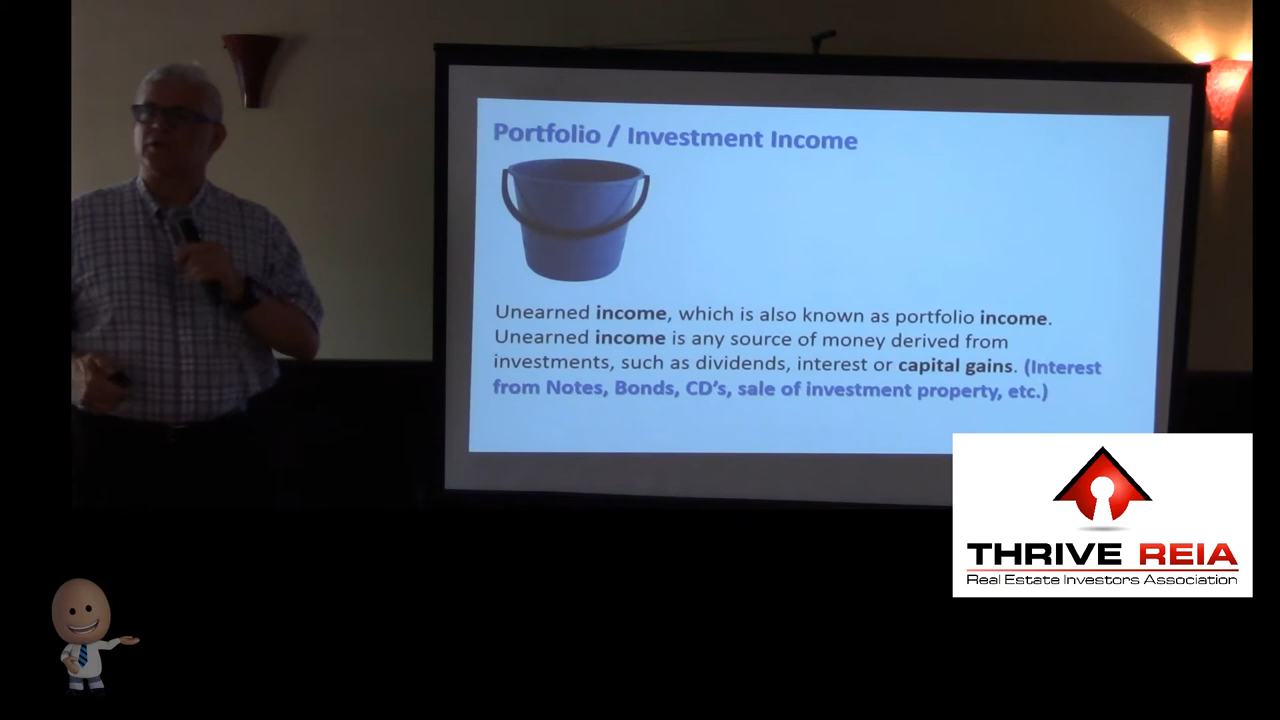 Portfolio / Investment Income
Unearned income, which is also known as portfolio income.
Unearned income is any source of money derived from
investments, such as dividends, interest or capital gains. (Interest
from Notes, Bonds, CD’s, sale of investment property, etc.)
THRIVE REIA
Real Estate Investors Association